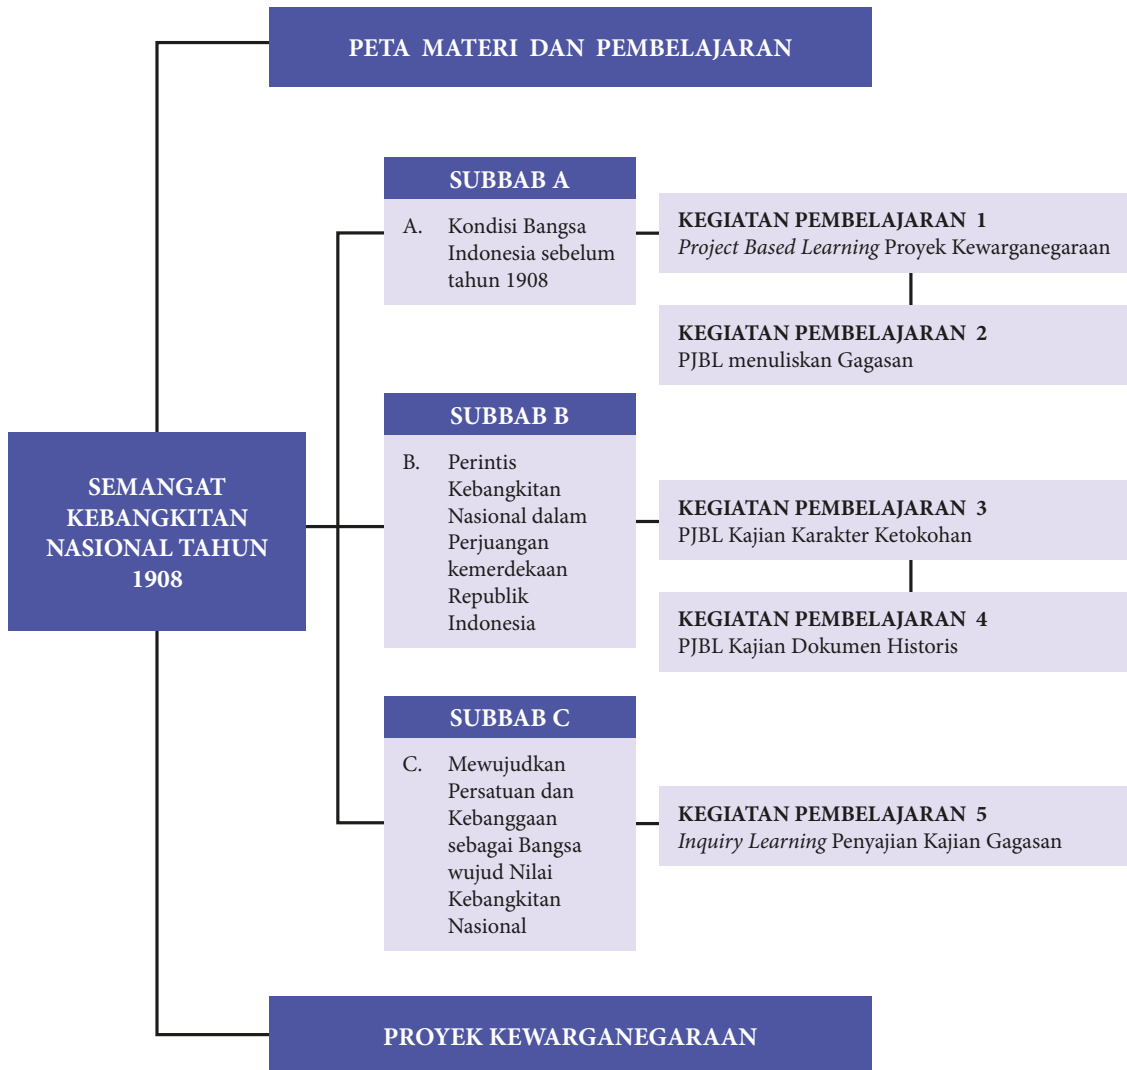 PETA MATERI DAN PEMBELAJARAN
SEMANGAT
KEBANGKITAN
NASIONAL TAHUN
1908
SUBBAB A
A. Kondisi Bangsa
Indonesia sebelum
tahun 1908
KEGIATAN PEMBELAJARAN 1
Project Based Learning Proyek Kewarganegaraan
KEGIATAN PEMBELAJARAN 2
PJBL menuliskan Gagasan
SUBBAB B
B. Perintis
Kebangkitan
Nasional dalam
Perjuangan
kemerdekaan
Republik
Indonesia
KEGIATAN PEMBELAJARAN 3
PJBL Kajian Karakter Ketokohan
KEGIATAN PEMBELAJARAN 4
PJBL Kajian Dokumen Historis
SUBBAB C
C. Mewujudkan
Persatuan dan
Kebanggaan
sebagai Bangsa
wujud Nilai
Kebangkitan
Nasional
KEGIATAN PEMBELAJARAN 5
Inquiry Learning Penyajian Kajian Gagasan
PROYEK KEWARGANEGARAAN